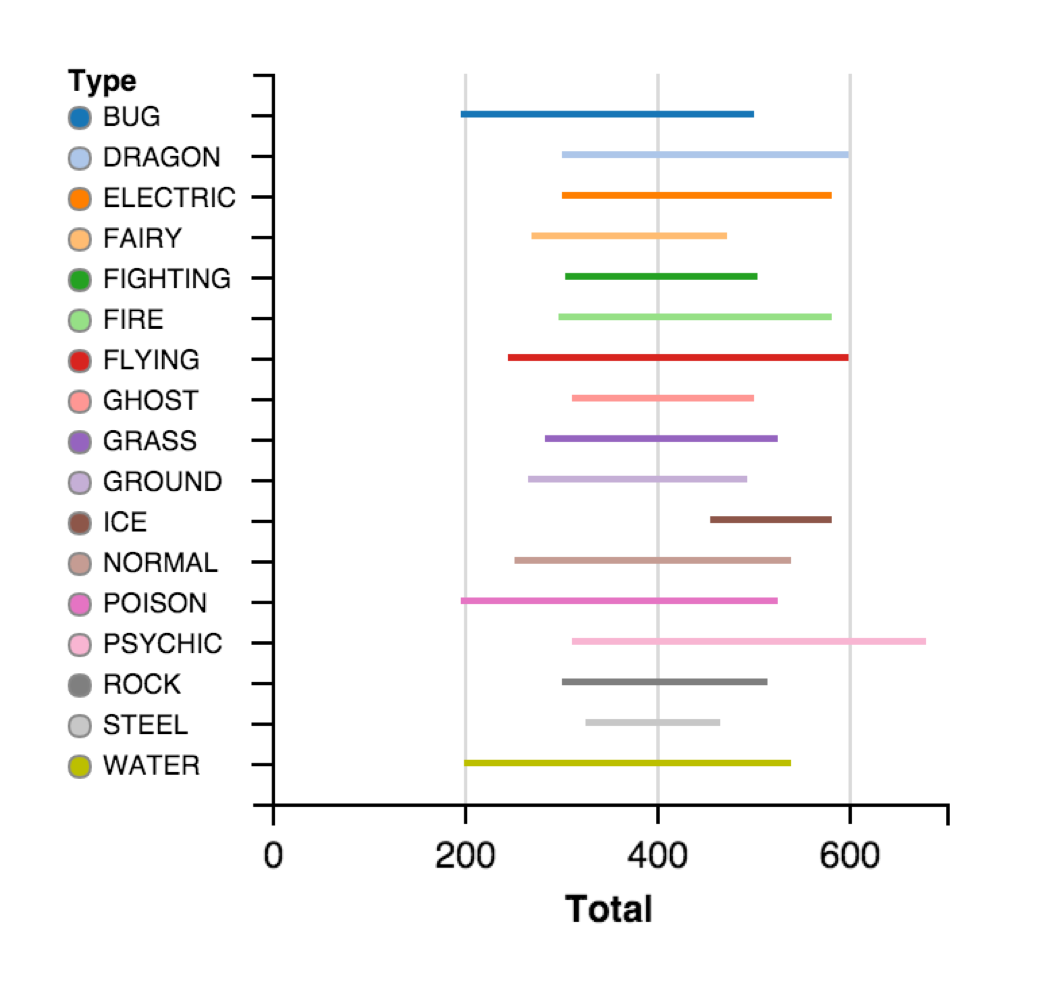 Type
BUG
DRAGON
ELECTRIC
FAIRY
FIGHTING
FIRE
FLYING
GHOST
GRASS
GROUND
ICE
NORMAL
POISON
PSYCHIC
ROCK
STEEL
WATER
0 200 400 600
Total